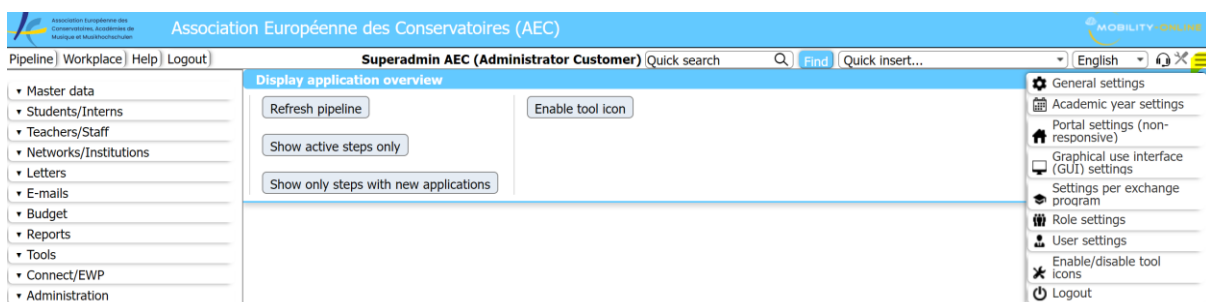 Association Européenne des
Conservatoires, Académies de
Musique et Musikhochschulen
Association Européenne des Conservatoires (AEC)
MOBILITY-ONLINE
Pipeline Workplace Help Logout
Superadmin AEC (Administrator Customer) Quick search Find Quick insert... English
Display application overview
Master data
Students/Interns
Teachers/Staff
Networks/Institutions
Letters
E-mails
Budget
Reports
Tools
Connect/EWP
Administration
Refresh pipeline
Show active steps only
Show only steps with new applications
Enable tool icon
General settings
Academic year settings
Portal settings (non-
responsive)
Graphical use interface
(GUI) settings
Settings per exchange
program
Role settings
User settings
Enable/disable tool
icons
Logout